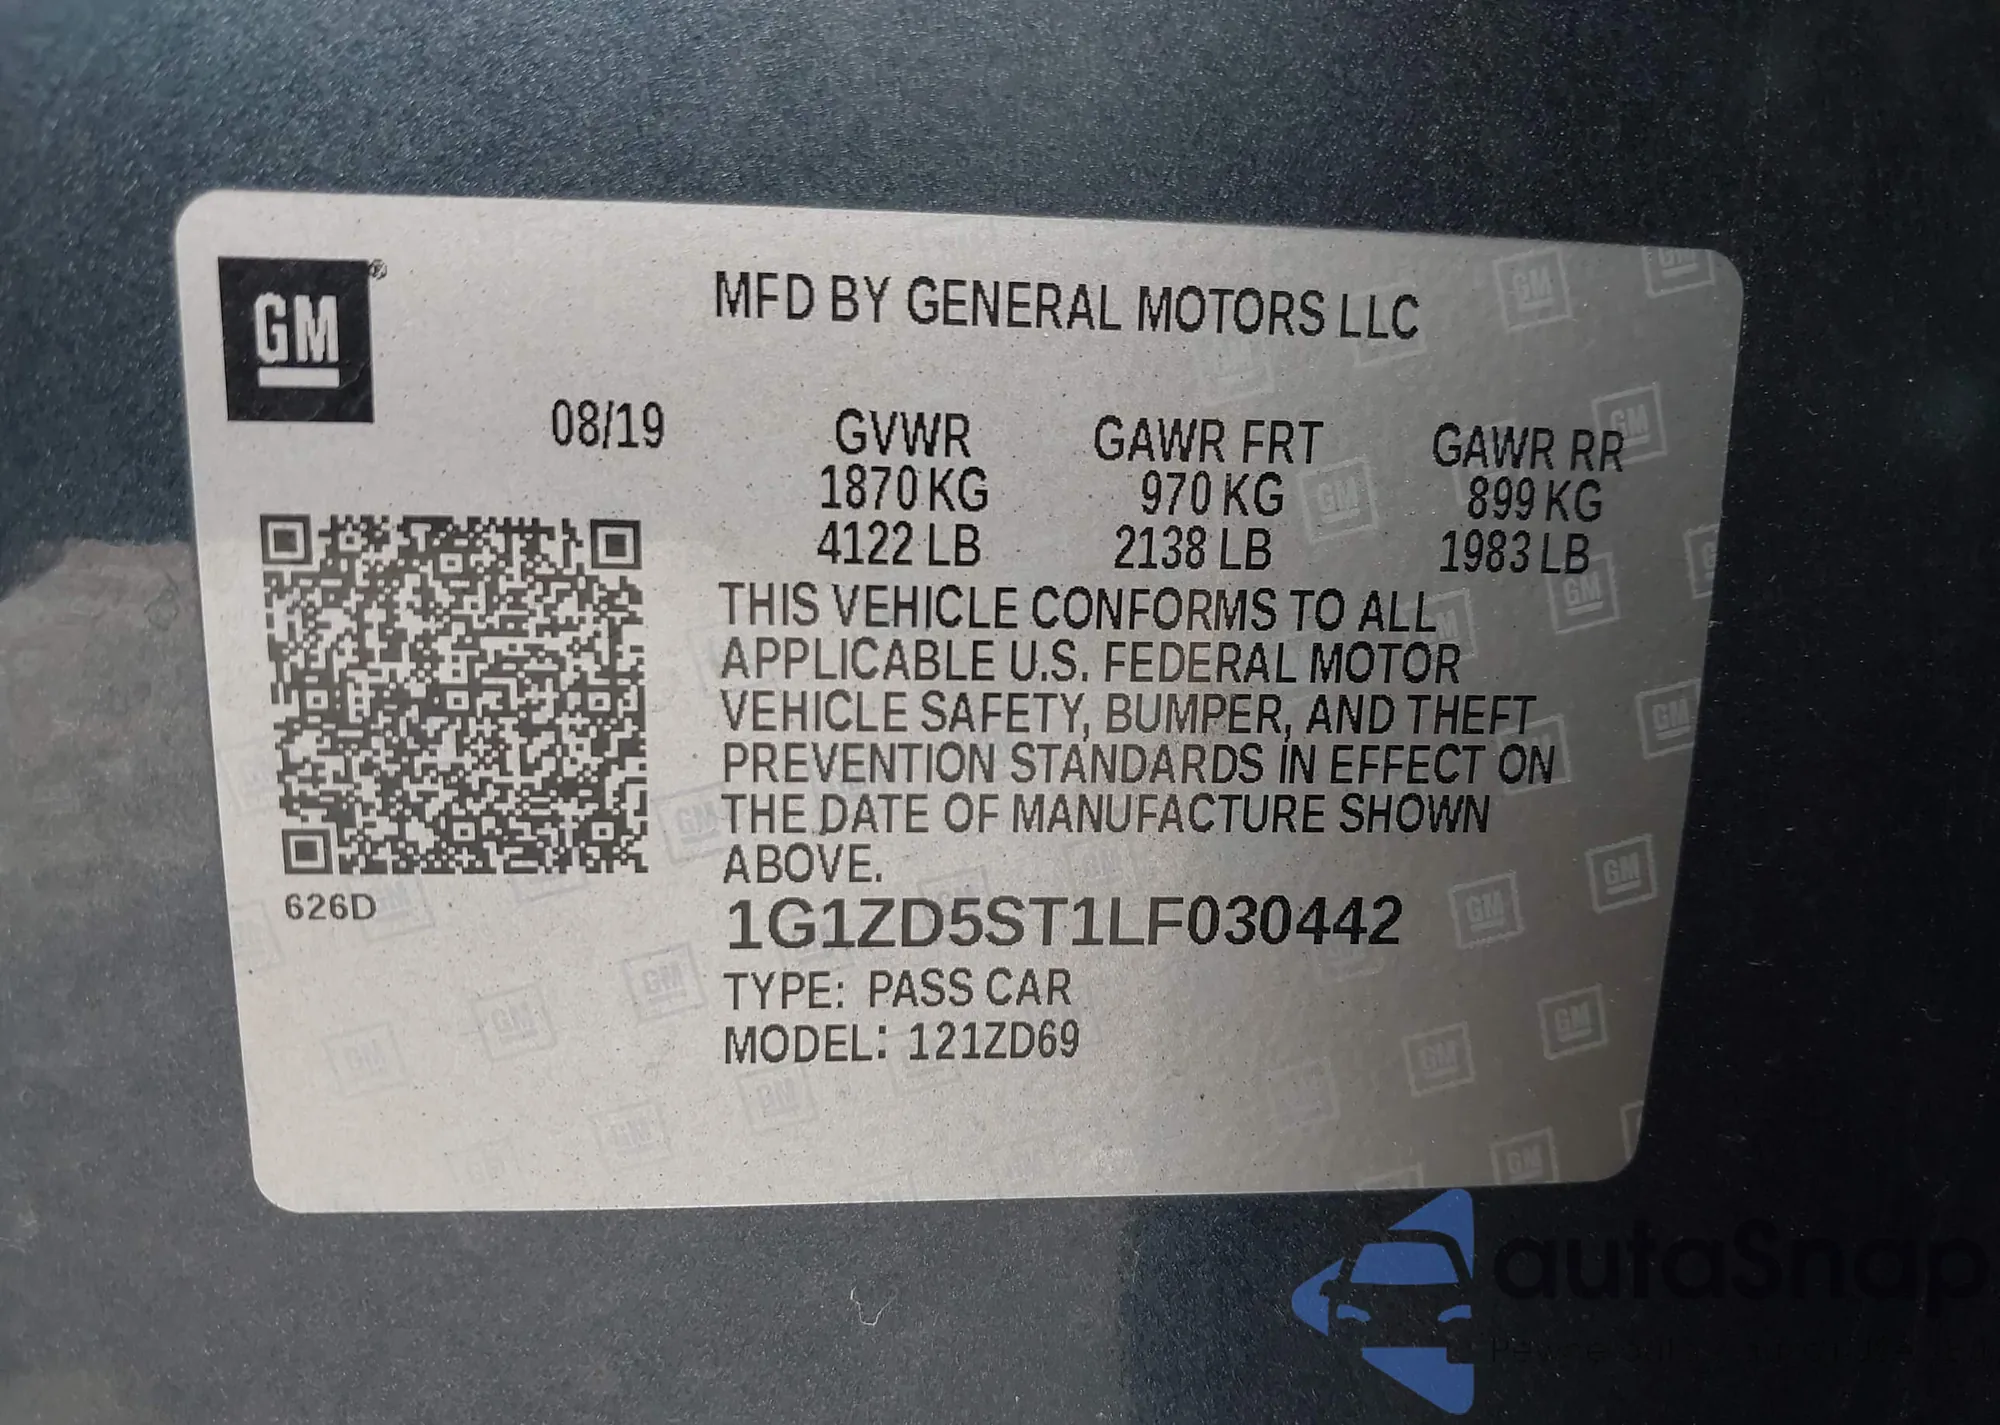 GM
®
MFD BY GENERAL MOTORS LLC
08/19 GVWR GAWR FRT GAWR RR
1870 KG 970 KG 899 KG
4122 LB 2138 LB 1983 LB
THIS VEHICLE CONFORMS TO ALL
APPLICABLE U.S. FEDERAL MOTOR
VEHICLE SAFETY, BUMPER, AND THEFT
PREVENTION STANDARDS IN EFFECT ON
THE DATE OF MANUFACTURE SHOWN
ABOVE.
626D
1G1ZD5ST1LF030442
TYPE: PASS CAR
MODEL: 121ZD69
autaSnap